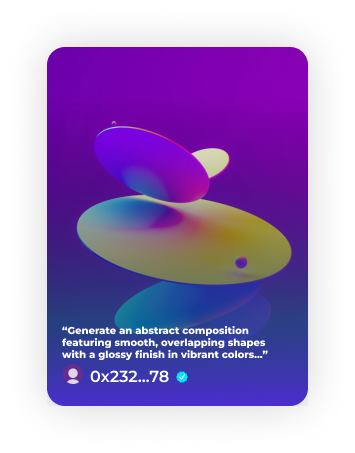 “Generate an abstract composition
featuring smooth, overlapping shapes
with a glossy finish in vibrant colors...”
0x232...78